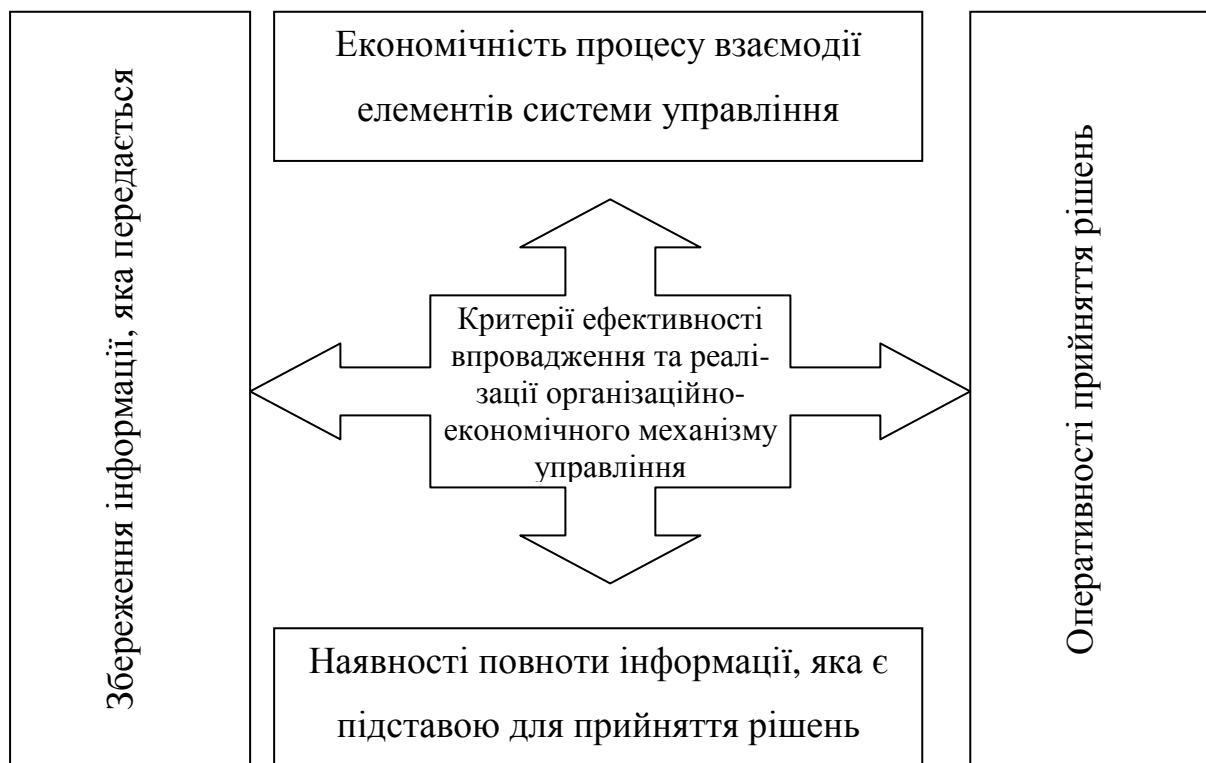 Економічність процесу взаємодії
елементів системи управління
Збереження інформації, яка передається
Критерії ефективності
впровадження та реалі-
зації організаційно-
економічного механізму
управління
Оперативності прийняття рішень
Наявності повноти інформації, яка є
підставою для прийняття рішень